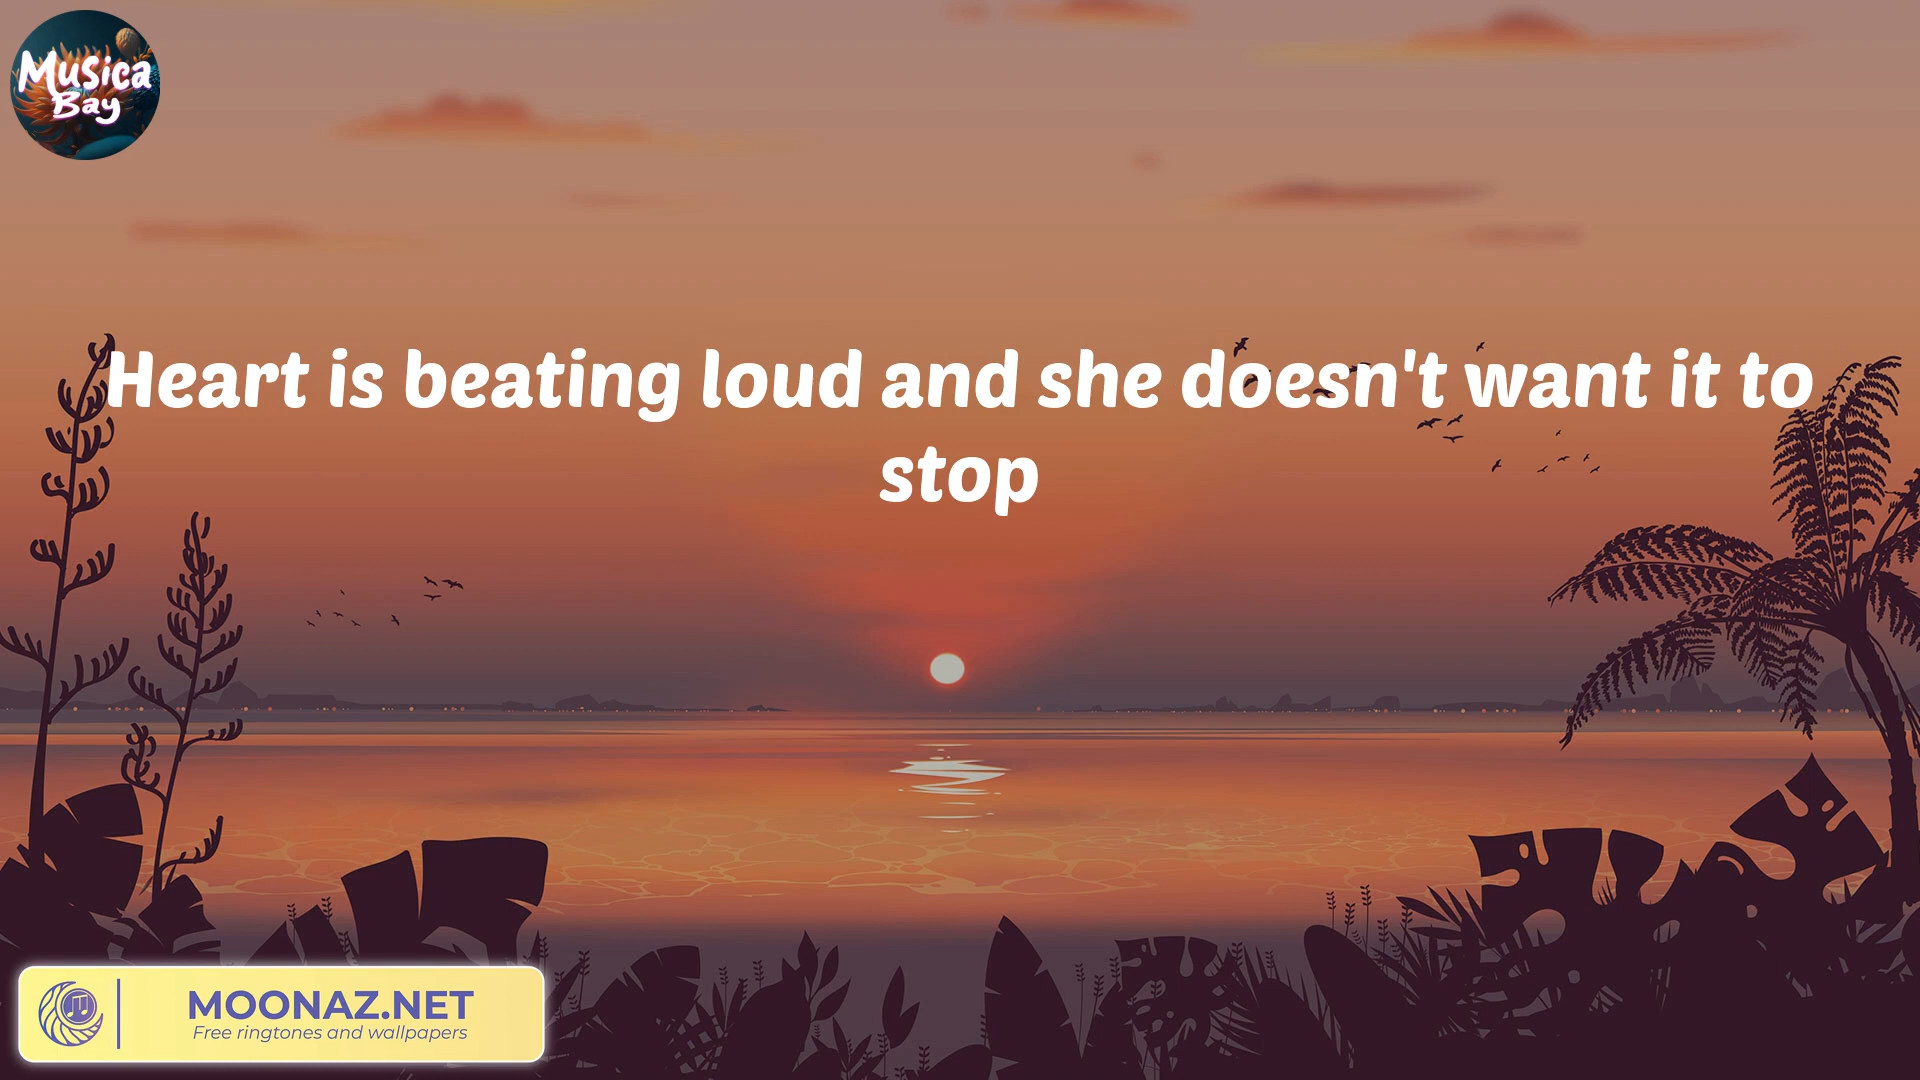 Musica
Bay
Heart is beating loud and she doesn't want it to
stop
MOONAZ.NET
Free ringtones and wallpapers